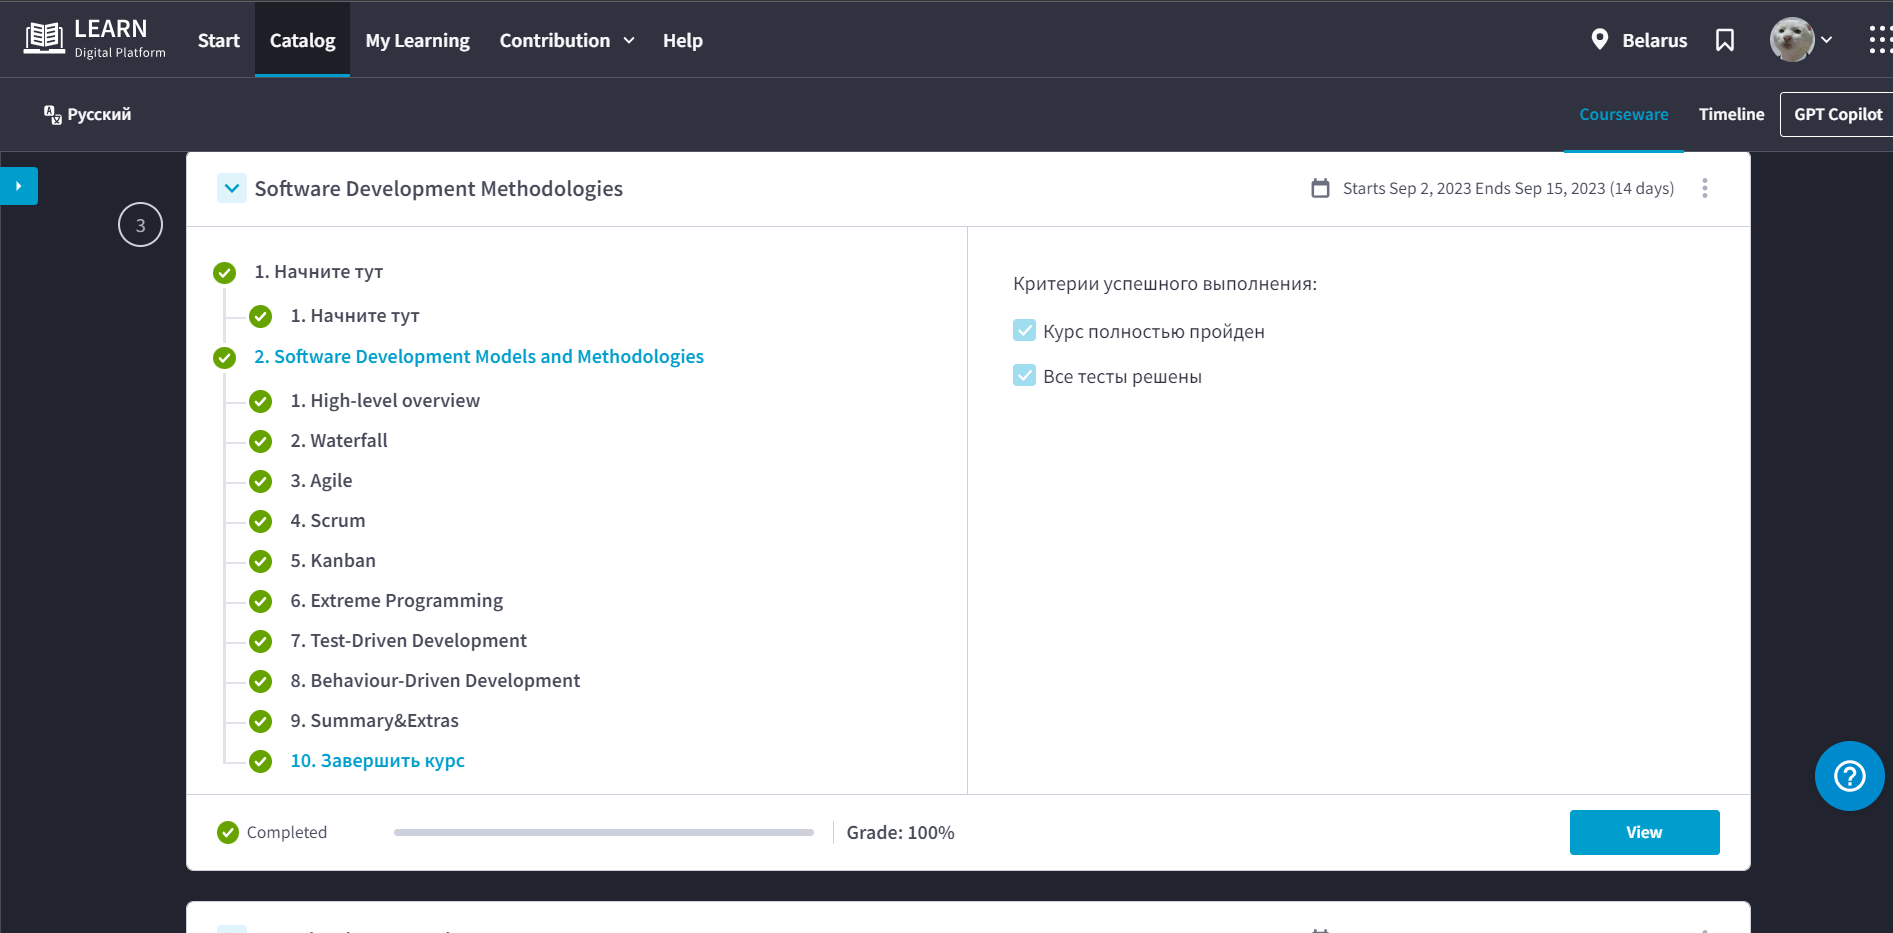 LEARN
Digital Platform
Start
Catalog
My Learning
Contribution
Help
Belarus
Русский
Courseware
Timeline
GPT Copilot
3
Software Development Methodologies
Starts Sep 2, 2023 Ends Sep 15, 2023 (14 days)
1. Начните тут
1. Начните тут
2. Software Development Models and Methodologies
1. High-level overview
2. Waterfall
3. Agile
4. Scrum
5. Kanban
6. Extreme Programming
7. Test-Driven Development
8. Behaviour-Driven Development
9. Summary&Extras
10. Завершить курс
Критерии успешного выполнения:
Курс полностью пройден
Все тесты решены
Completed
Grade: 100%
View